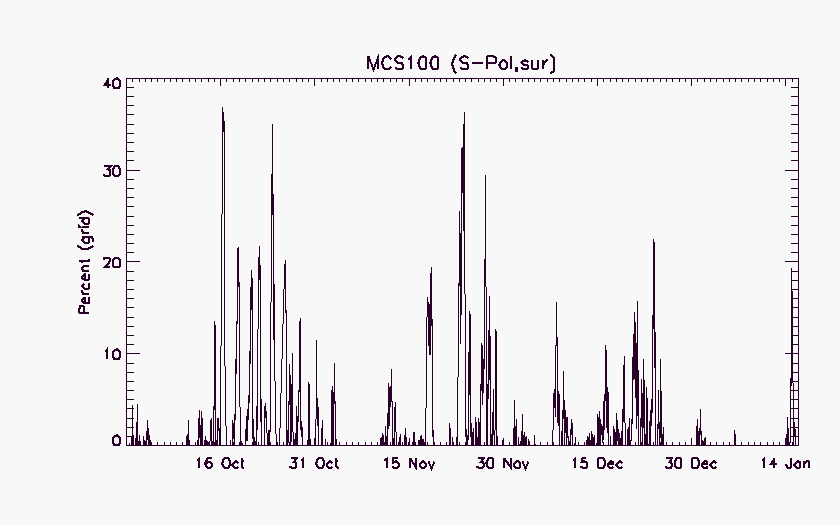 MCS100 (S-Pol,sur)
40
30
20
10
0
Percent (grid)
16 Oct 31 Oct 15 Nov 30 Nov 15 Dec 30 Dec 14 Jan